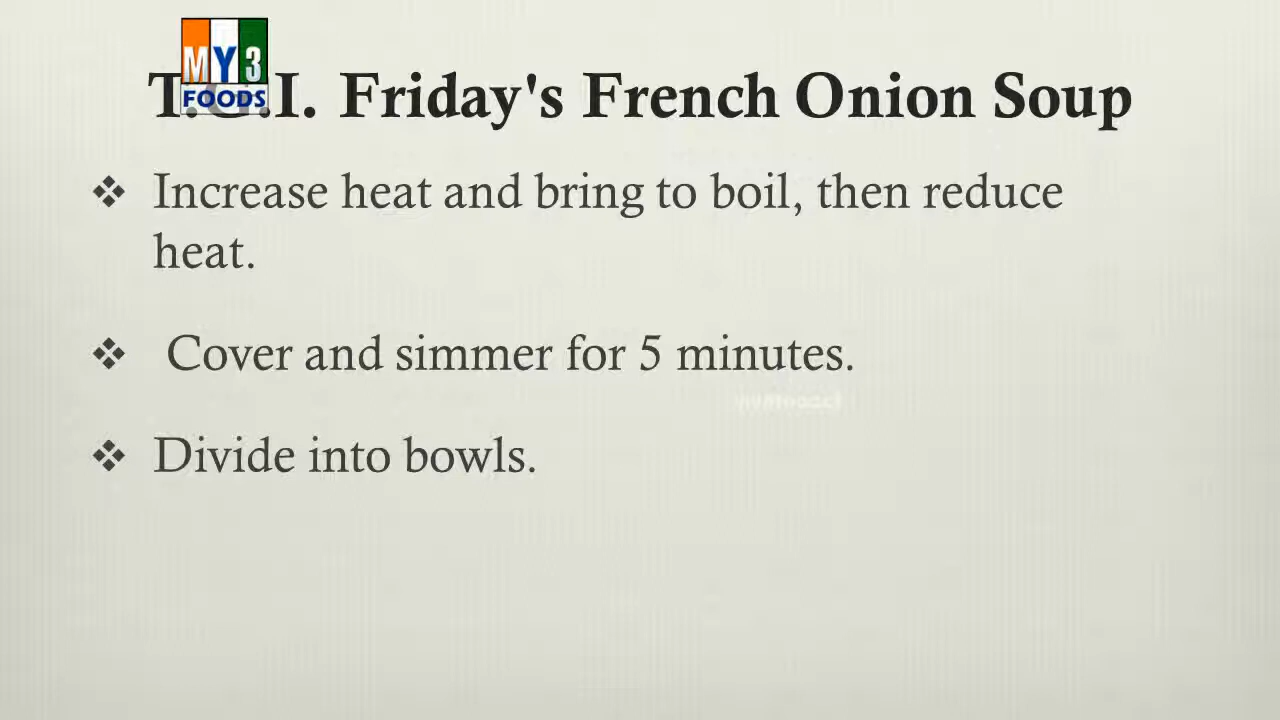 MY3
FOODS
T.G.I. Friday's French Onion Soup
❖ Increase heat and bring to boil, then reduce
heat.
❖ Cover and simmer for 5 minutes.
❖ Divide into bowls.